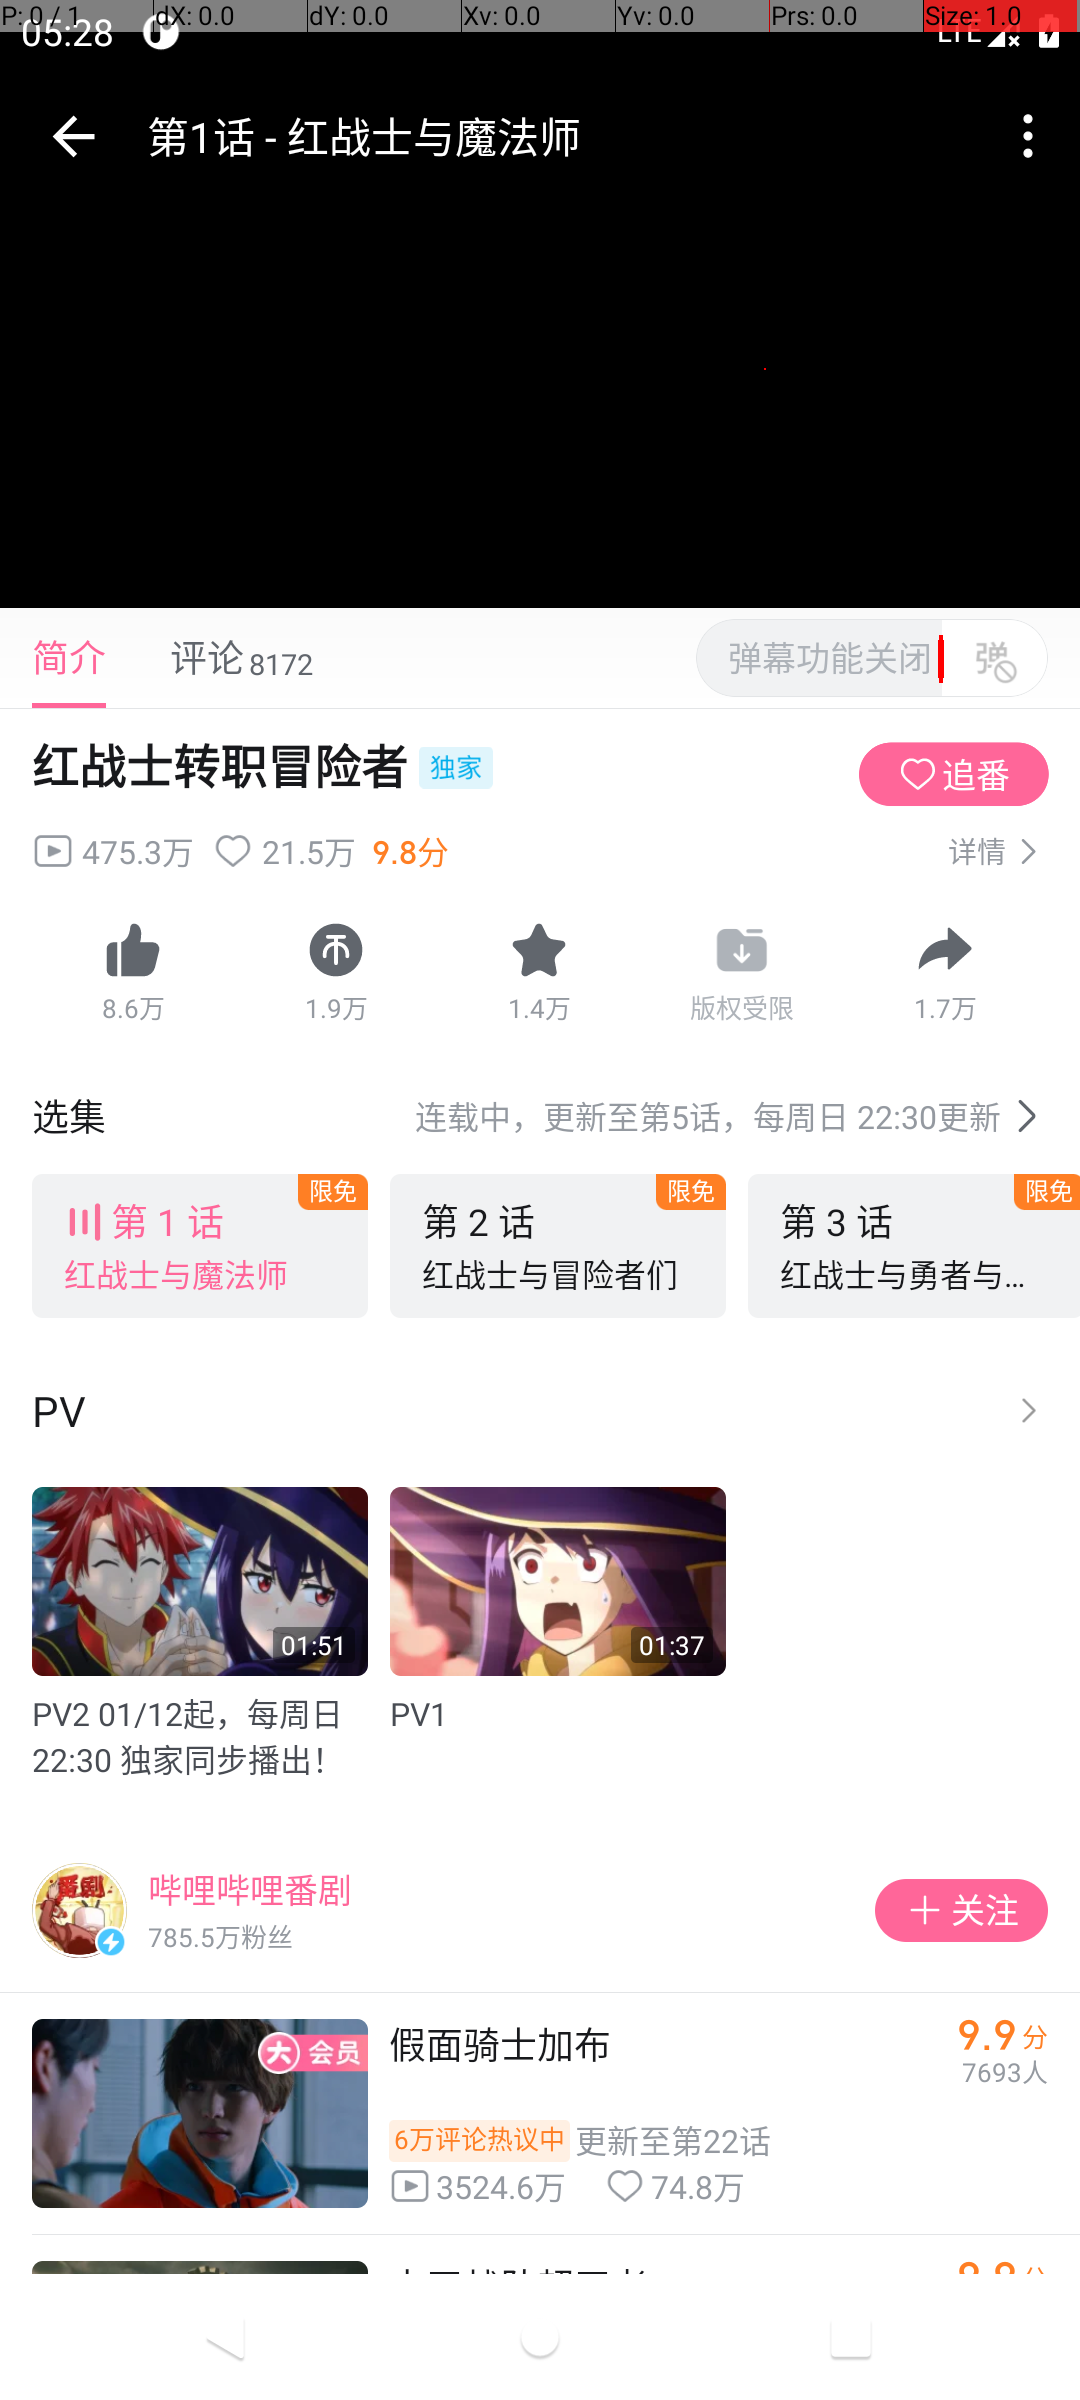 P: 0 / 1
dX: 0.0
dY: 0.0
Xv: 0.0
Yv: 0.0
Prs: 0.0
Size: 1.0
05:28
LTE
第1话 - 红战士与魔法师
简介
评论 8172
弹幕功能关闭
弹
红战士转职冒险者
独家
追番
475.3万
21.5万
9.8分
详情
8.6万
1.9万
1.4万
版权受限
1.7万
选集
连载中，更新至第5话，每周日 22:30更新
限免
第 1 话
红战士与魔法师
限免
第 2 话
红战士与冒险者们
限免
第 3 话
红战士与勇者与...
PV
01:51
01:37
PV2 01/12起，每周日
22:30 独家同步播出！
PV1
番剧
哔哩哔哩番剧
785.5万粉丝
关注
大 会员
假面骑士加布
9.9分
7693人
6万评论热议中
更新至第22话
3524.6万
74.8万